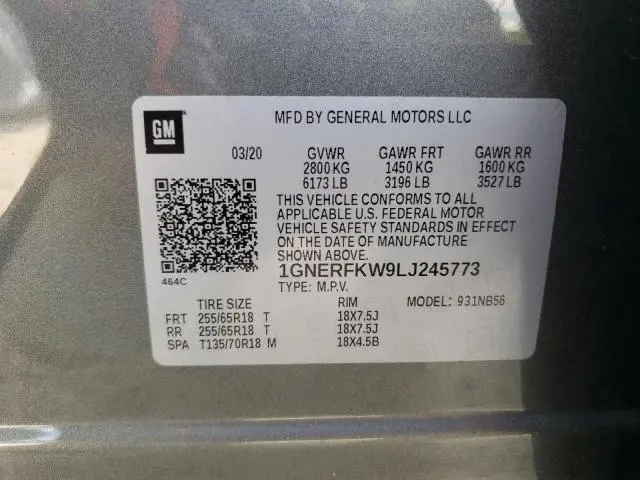 GM
MFD BY GENERAL MOTORS LLC
03/20 GVWR GAWR FRT GAWR RR
2800 KG 1450 KG 1600 KG
6173 LB 3196 LB 3527 LB
THIS VEHICLE CONFORMS TO ALL
APPLICABLE U.S. FEDERAL MOTOR
VEHICLE SAFETY STANDARDS IN EFFECT
ON THE DATE OF MANUFACTURE
SHOWN ABOVE.
464C
1GNERFKW9LJ245773
TYPE: M.P.V.
TIRE SIZE RIM MODEL: 931NB56
FRT 255/65R18 T 18X7.5J
RR 255/65R18 T 18X7.5J
SPA T135/70R18 M 18X4.5B